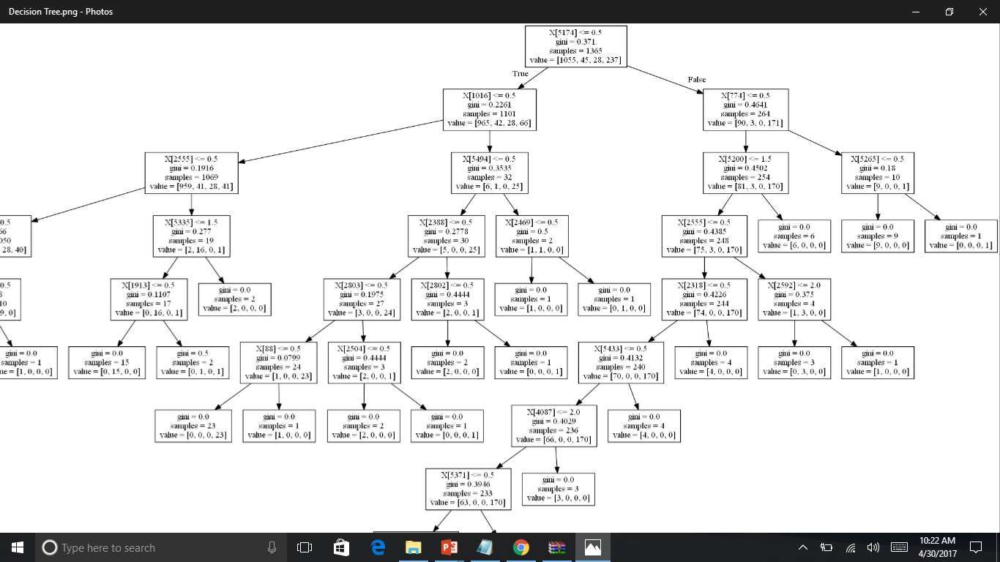 Decision Tree.png - Photos
X[5174] <= 0.5
gini = 0.371
samples = 1365
value = [1055, 45, 28, 237]
True
False
X[1016] <= 0.5
gini = 0.2261
samples = 1101
value = [965, 42, 28, 66]
X[774] <= 0.5
gini = 0.4641
samples = 264
value = [90, 3, 0, 171]
X[2555] <= 0.5
gini = 0.1916
samples = 1069
value = [959, 41, 28, 41]
X[5494] <= 0.5
gini = 0.3535
samples = 32
value = [6, 1, 0, 25]
X[5200] <= 1.5
gini = 0.4502
samples = 254
value = [81, 3, 0, 170]
X[5265] <= 0.5
gini = 0.18
samples = 10
value = [9, 0, 0, 1]
0.5
66
050
28, 40]
X[5335] <= 1.5
gini = 0.277
samples = 19
value = [2, 16, 0, 1]
X[2388] <= 0.5
gini = 0.2778
samples = 30
value = [5, 0, 0, 25]
X[2469] <= 0.5
gini = 0.5
samples = 2
value = [1, 1, 0, 0]
X[2555] <= 0.5
gini = 0.4385
samples = 248
value = [75, 3, 0, 170]
gini = 0.0
samples = 6
value = [6, 0, 0, 0]
gini = 0.0
samples = 9
value = [9, 0, 0, 0]
gini = 0.0
samples = 1
value = [0, 0, 0, 1]
0.5
8
10
9, 0]
X[1913] <= 0.5
gini = 0.1107
samples = 17
value = [0, 16, 0, 1]
gini = 0.0
samples = 2
value = [2, 0, 0, 0]
X[2803] <= 0.5
gini = 0.1975
samples = 27
value = [3, 0, 0, 24]
X[2802] <= 0.5
gini = 0.4444
samples = 3
value = [2, 0, 0, 1]
gini = 0.0
samples = 1
value = [1, 0, 0, 0]
gini = 0.0
samples = 1
value = [0, 1, 0, 0]
X[2318] <= 0.5
gini = 0.4226
samples = 244
value = [74, 0, 0, 170]
X[2592] <= 2.0
gini = 0.375
samples = 4
value = [1, 3, 0, 0]
gini = 0.0
samples = 1
ue = [1, 0, 0, 0]
gini = 0.0
samples = 15
value = [0, 15, 0, 0]
gini = 0.5
samples = 2
value = [0, 1, 0, 1]
X[88] <= 0.5
gini = 0.0799
samples = 24
value = [1, 0, 0, 23]
X[2504] <= 0.5
gini = 0.4444
samples = 3
value = [2, 0, 0, 1]
gini = 0.0
samples = 2
value = [2, 0, 0, 0]
gini = 0.0
samples = 1
value = [0, 0, 0, 1]
X[5433] <= 0.5
gini = 0.4132
samples = 240
value = [70, 0, 0, 170]
gini = 0.0
samples = 4
value = [4, 0, 0, 0]
gini = 0.0
samples = 3
value = [0, 3, 0, 0]
gini = 0.0
samples = 1
value = [1, 0, 0, 0]
gini = 0.0
samples = 23
value = [0, 0, 0, 23]
gini = 0.0
samples = 1
value = [1, 0, 0, 0]
gini = 0.0
samples = 2
value = [2, 0, 0, 0]
gini = 0.0
samples = 1
value = [0, 0, 0, 1]
X[4087] <= 2.0
gini = 0.4029
samples = 236
value = [66, 0, 0, 170]
gini = 0.0
samples = 4
value = [4, 0, 0, 0]
X[5371] <= 0.5
gini = 0.3946
samples = 233
value = [63, 0, 0, 170]
gini = 0.0
samples = 3
value = [3, 0, 0, 0]
Type here to search
10:22 AM
4/30/2017